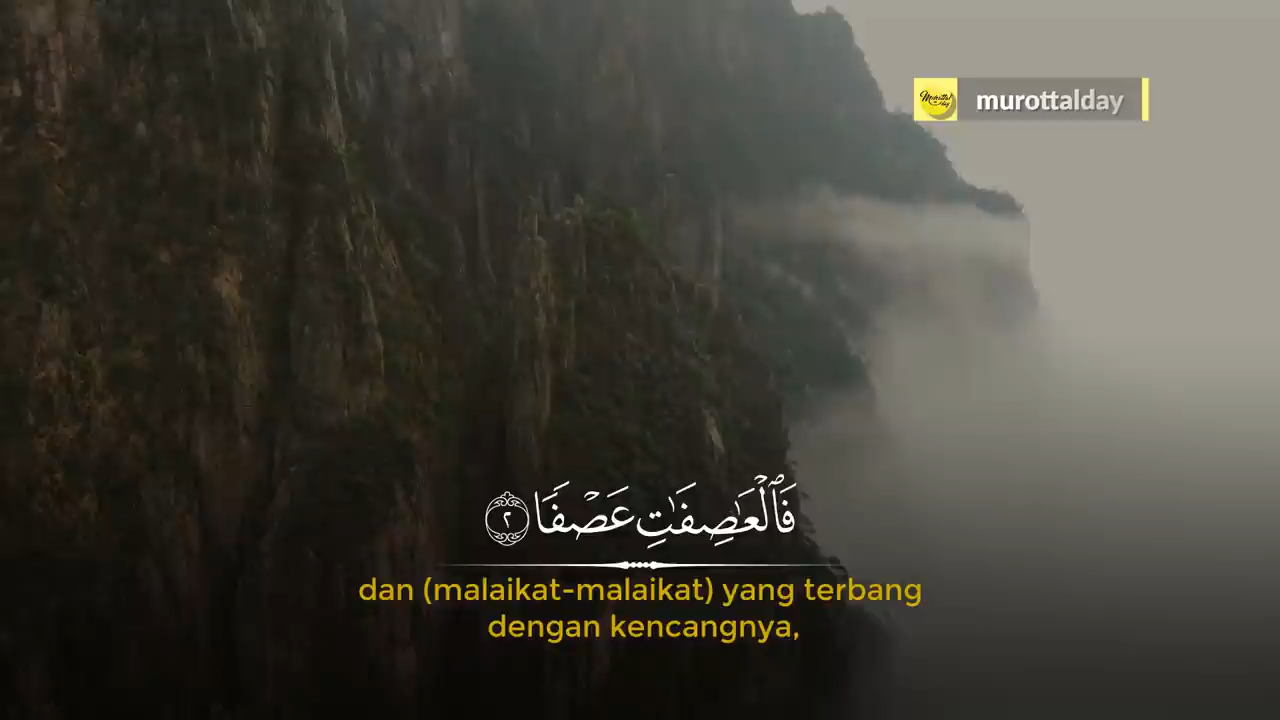 murottalday
فَٱلْعَـٰصِفَـٰتِ عَصْفًا ٢
dan (malaikat-malaikat) yang terbang
dengan kencangnya,